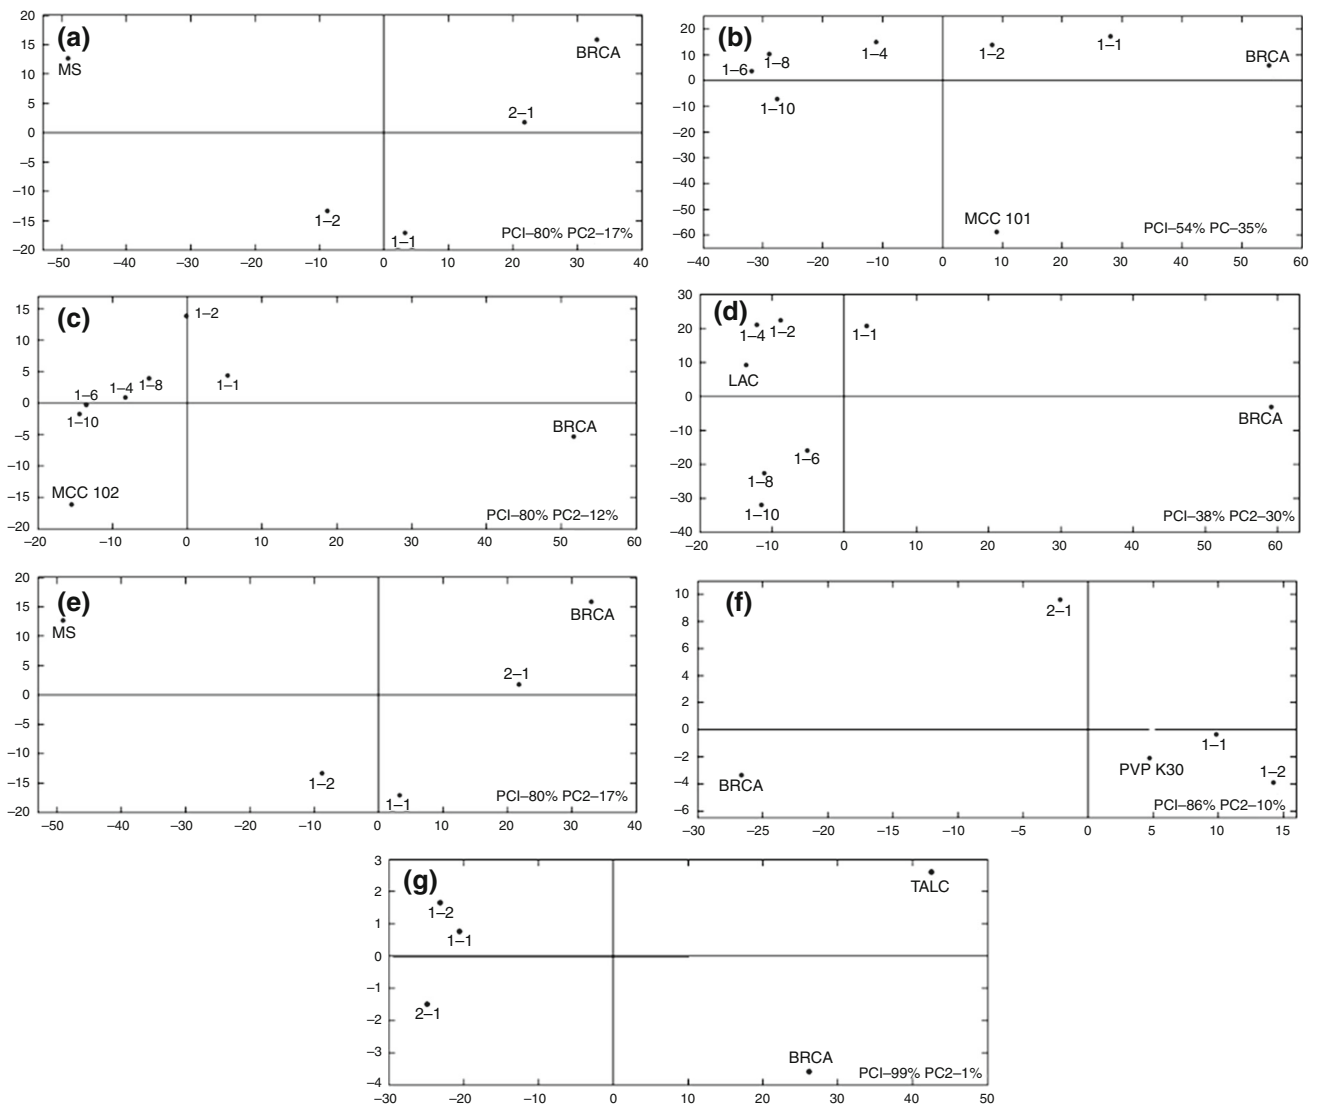 (a)
20
15
10
5
0
–5
–10
–15
–20
MS
BRCA
2–1
1–2
1–1
PCI–80% PC2–17%
–50 –40 –30 –20 –10 0 10 20 30 40
(b)
20
10
0
–10
–20
–30
–40
–50
–60
1–6
1–8
1–10
1–4
1–2
1–1
BRCA
MCC 101
PCI–54% PC–35%
–40 –30 –20 –10 0 10 20 30 40 50 60
(c)
15
10
5
0
–5
–10
–15
–20
1–2
1–1
1–8
1–4
1–6
1–10
BRCA
MCC 102
PCI–80% PC2–12%
–20 –10 0 10 20 30 40 50 60
(d)
30
20
10
0
–10
–20
–30
–40
1–4
1–2
1–1
LAC
BRCA
1–6
1–8
1–10
PCI–38% PC2–30%
–20 –10 0 10 20 30 40 50 60
(e)
20
15
10
5
0
–5
–10
–15
–20
MS
BRCA
2–1
1–2
1–1
PCI–80% PC2–17%
–50 –40 –30 –20 –10 0 10 20 30 40
(f)
10
8
6
4
2
0
–2
–4
–6
2–1
1–1
PVP K30
1–2
BRCA
PCI–86% PC2–10%
–30 –25 –20 –15 –10 –5 0 5 10 15
(g)
3
2
1
0
–1
–2
–3
–4
TALC
1–2
1–1
2–1
BRCA
PCI–99% PC2–1%
–30 –20 –10 0 10 20 30 40 50